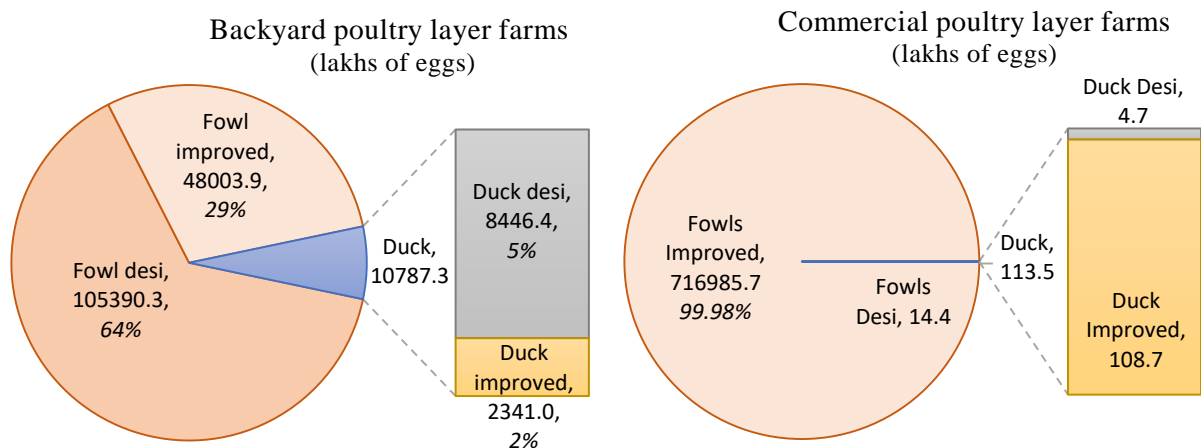 Backyard poultry layer farms
(lakhs of eggs)
Fowl
improved,
48003.9,
29%
Fowl desi,
105390.3,
64%
Duck,
10787.3
Duck desi,
8446.4,
5%
Duck
improved,
2341.0,
2%
Commercial poultry layer farms
(lakhs of eggs)
Fowls
Improved,
716985.7
99.98%
Fowls
Desi, 14.4
Duck,
113.5
Duck Desi,
4.7
Duck
Improved,
108.7